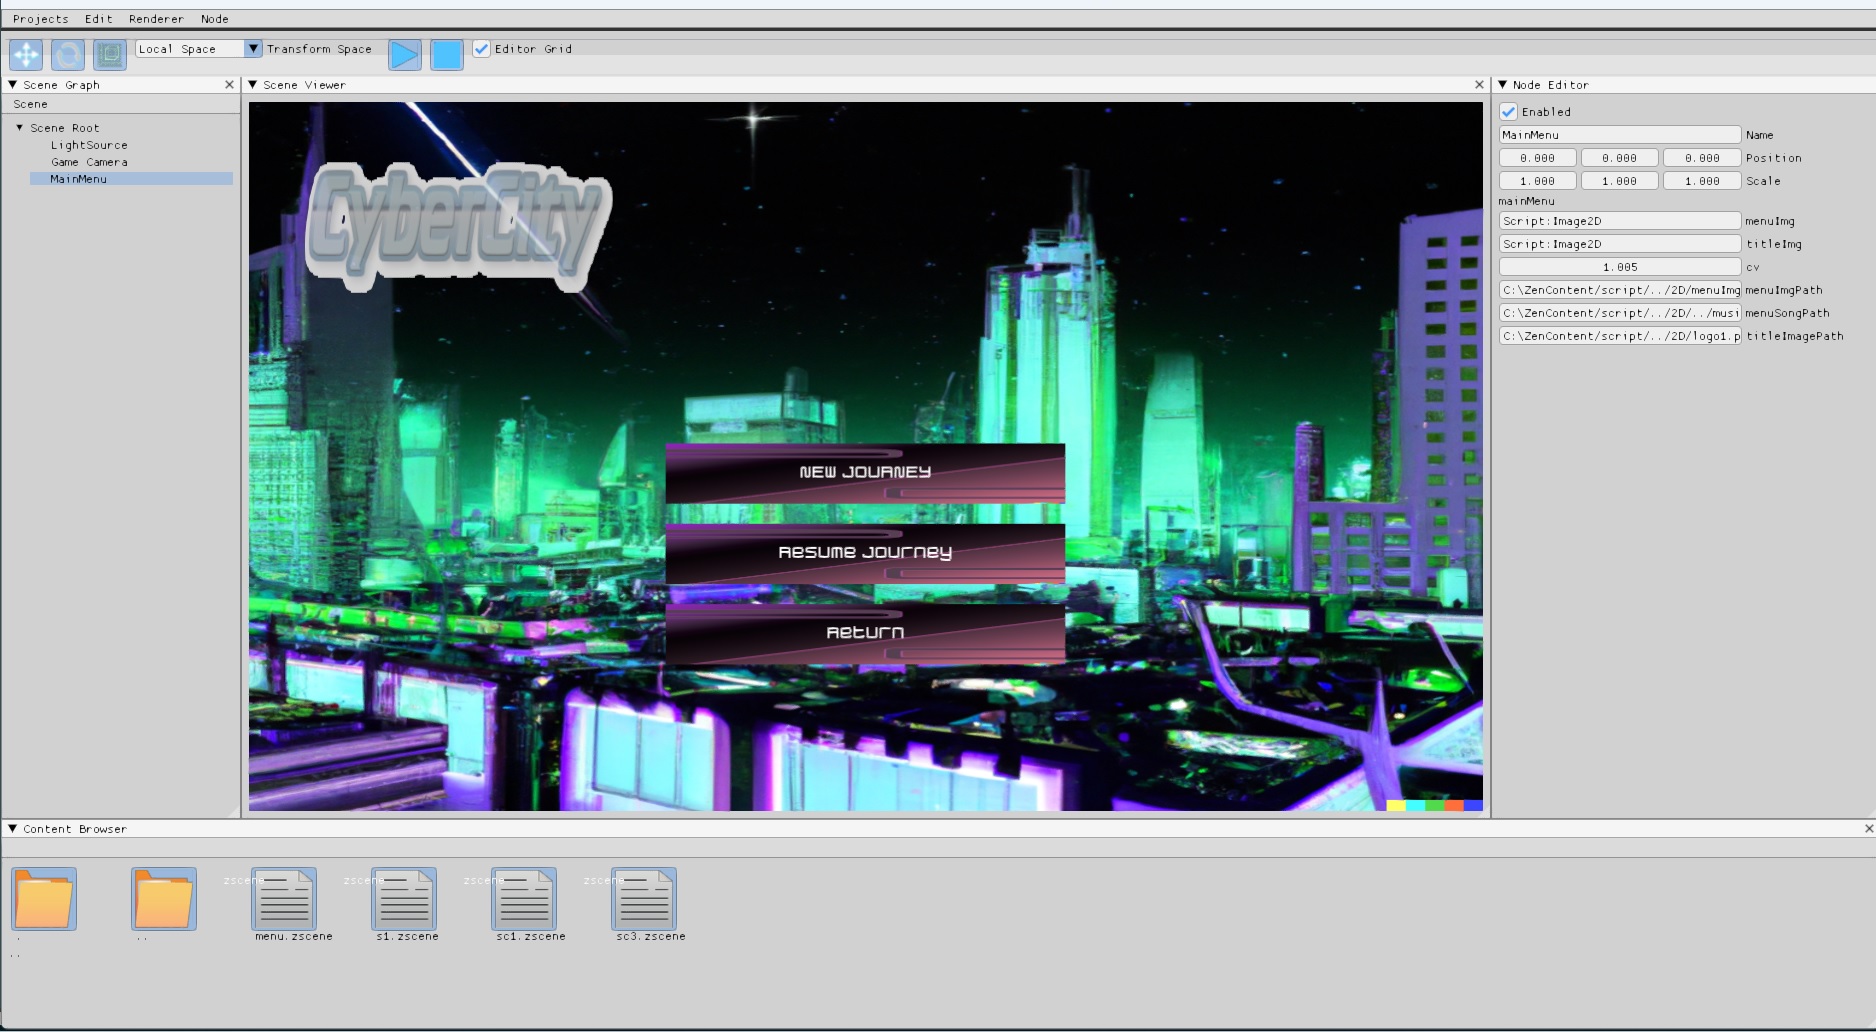 Projects Edit Renderer Node
Local Space Transform Space Editor Grid
Scene Graph
Scene
Scene Root
LightSource
Game Camera
MainMenu
Scene Viewer
CyberCity
NEW JOURNEY
RESUME JOURNEY
RETURN
Node Editor
Enabled
MainMenu Name
0.000 0.000 0.000 Position
1.000 1.000 1.000 Scale
mainMenu
Script:Image2D menuImg
Script:Image2D titleImg
1.005 cv
C:\ZenContent/script/../2D/menuImg menuImgPath
C:\ZenContent/script/../2D/../musi menuSongPath
C:\ZenContent/script/../2D/logo1.p titleImagePath
Content Browser
zscene zscene zscene zscene
. .. menu.zscene s1.zscene sc1.zscene sc3.zscene
..